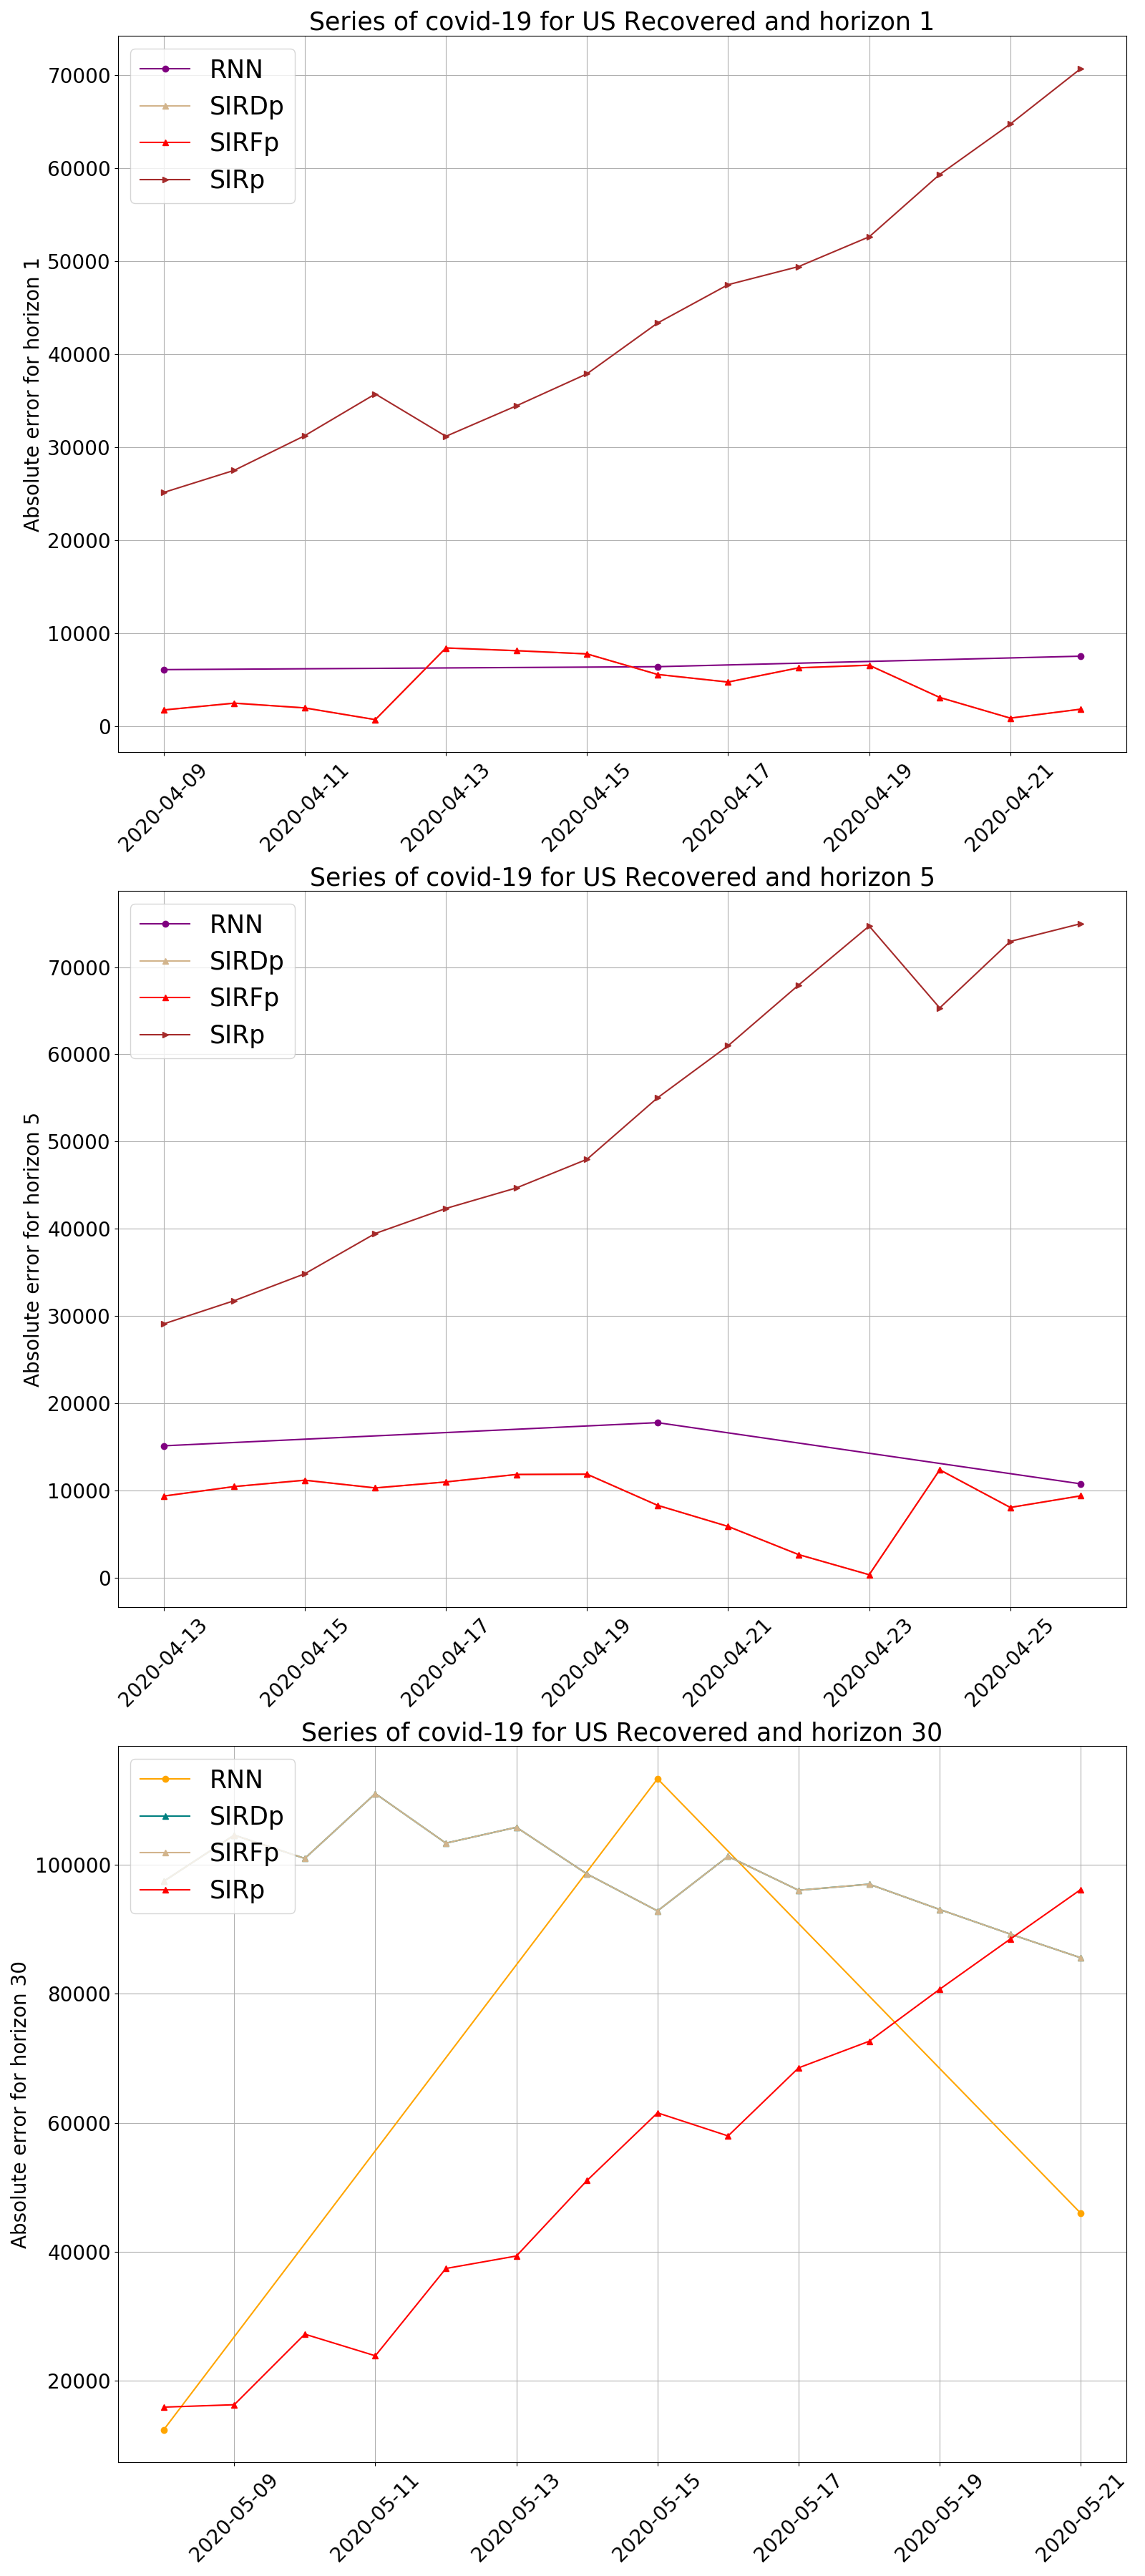 Series of covid-19 for US Recovered and horizon 1
RNN
SIRDp
SIRFp
SIRp
Absolute error for horizon 1
70000
60000
50000
40000
30000
20000
10000
0
2020-04-09
2020-04-11
2020-04-13
2020-04-15
2020-04-17
2020-04-19
2020-04-21
Series of covid-19 for US Recovered and horizon 5
RNN
SIRDp
SIRFp
SIRp
Absolute error for horizon 5
70000
60000
50000
40000
30000
20000
10000
0
2020-04-13
2020-04-15
2020-04-17
2020-04-19
2020-04-21
2020-04-23
2020-04-25
Series of covid-19 for US Recovered and horizon 30
RNN
SIRDp
SIRFp
SIRp
Absolute error for horizon 30
100000
80000
60000
40000
20000
2020-05-09
2020-05-11
2020-05-13
2020-05-15
2020-05-17
2020-05-19
2020-05-21